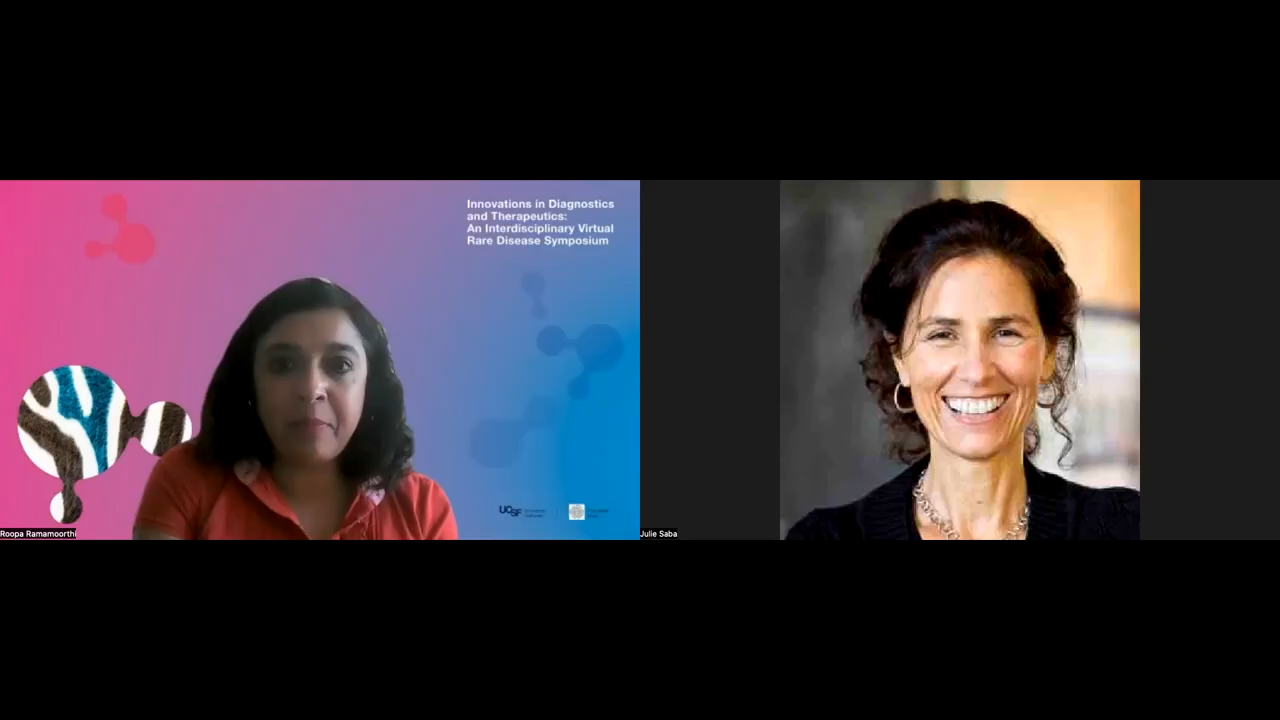 Innovations in Diagnostics
and Therapeutics:
An Interdisciplinary Virtual
Rare Disease Symposium
UCSF
Roopa Ramamoorthi
Julie Saba